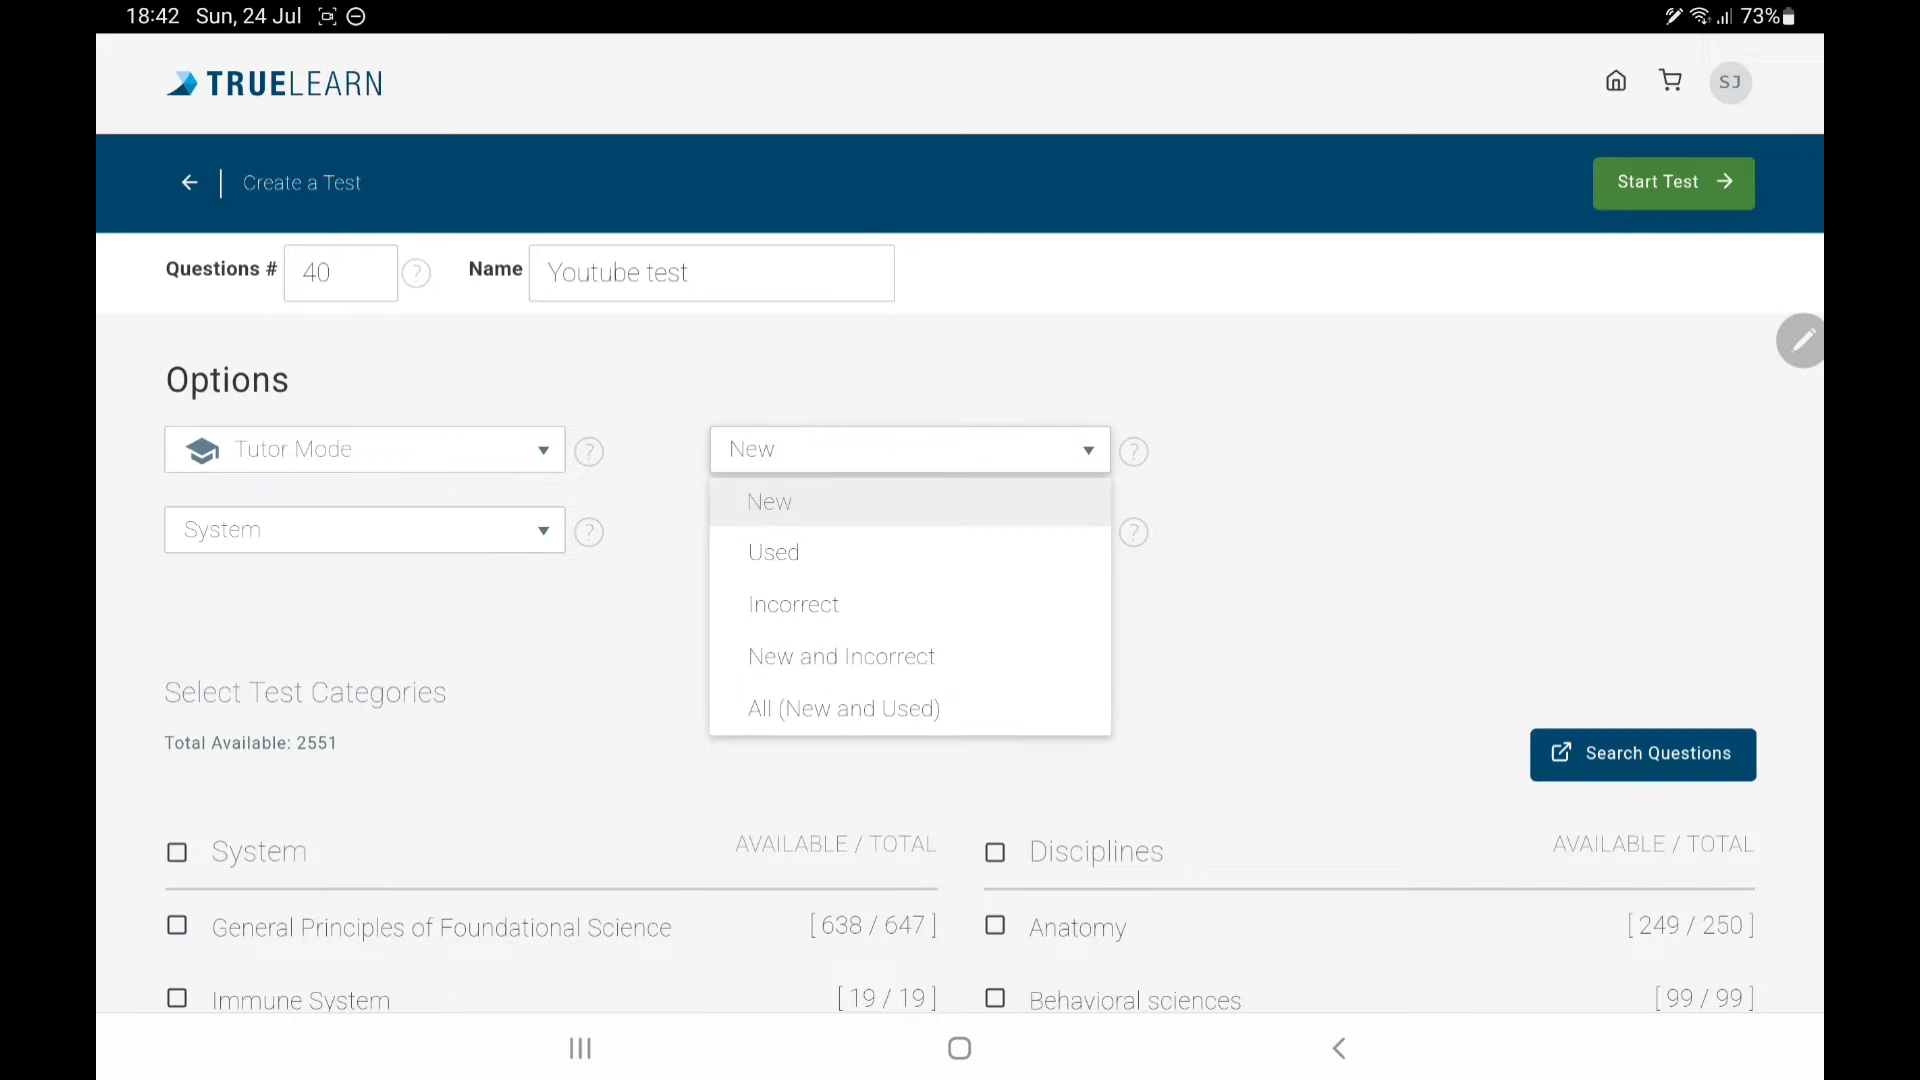 18:42 Sun, 24 Jul 73%
TRUELEARN SJ
Create a Test Start Test
Questions # 40 ? Name Youtube test
Options
Tutor Mode ? New ?
System ? ?
New
Used
Incorrect
New and Incorrect
All (New and Used)
Select Test Categories
Total Available: 2551
Search Questions
System AVAILABLE / TOTAL
General Principles of Foundational Science [ 638 / 647 ]
Immune System [ 19 / 19 ]
Disciplines AVAILABLE / TOTAL
Anatomy [ 249 / 250 ]
Behavioral sciences [ 99 / 99 ]